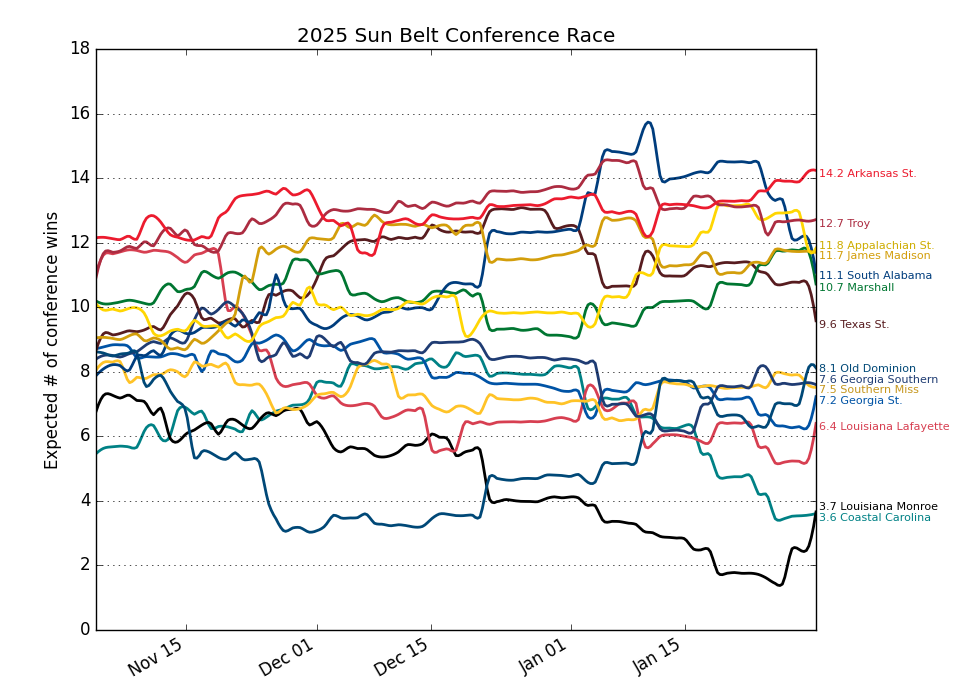 2025 Sun Belt Conference Race
Expected # of conference wins
18
16
14
12
10
8
6
4
2
0
Nov 15
Dec 01
Dec 15
Jan 01
Jan 15
14.2 Arkansas St.
12.7 Troy
11.8 Appalachian St.
11.7 James Madison
11.1 South Alabama
10.7 Marshall
9.6 Texas St.
8.1 Old Dominion
7.6 Georgia Southern
7.5 Southern Miss
7.2 Georgia St.
6.4 Louisiana Lafayette
3.7 Louisiana Monroe
3.6 Coastal Carolina